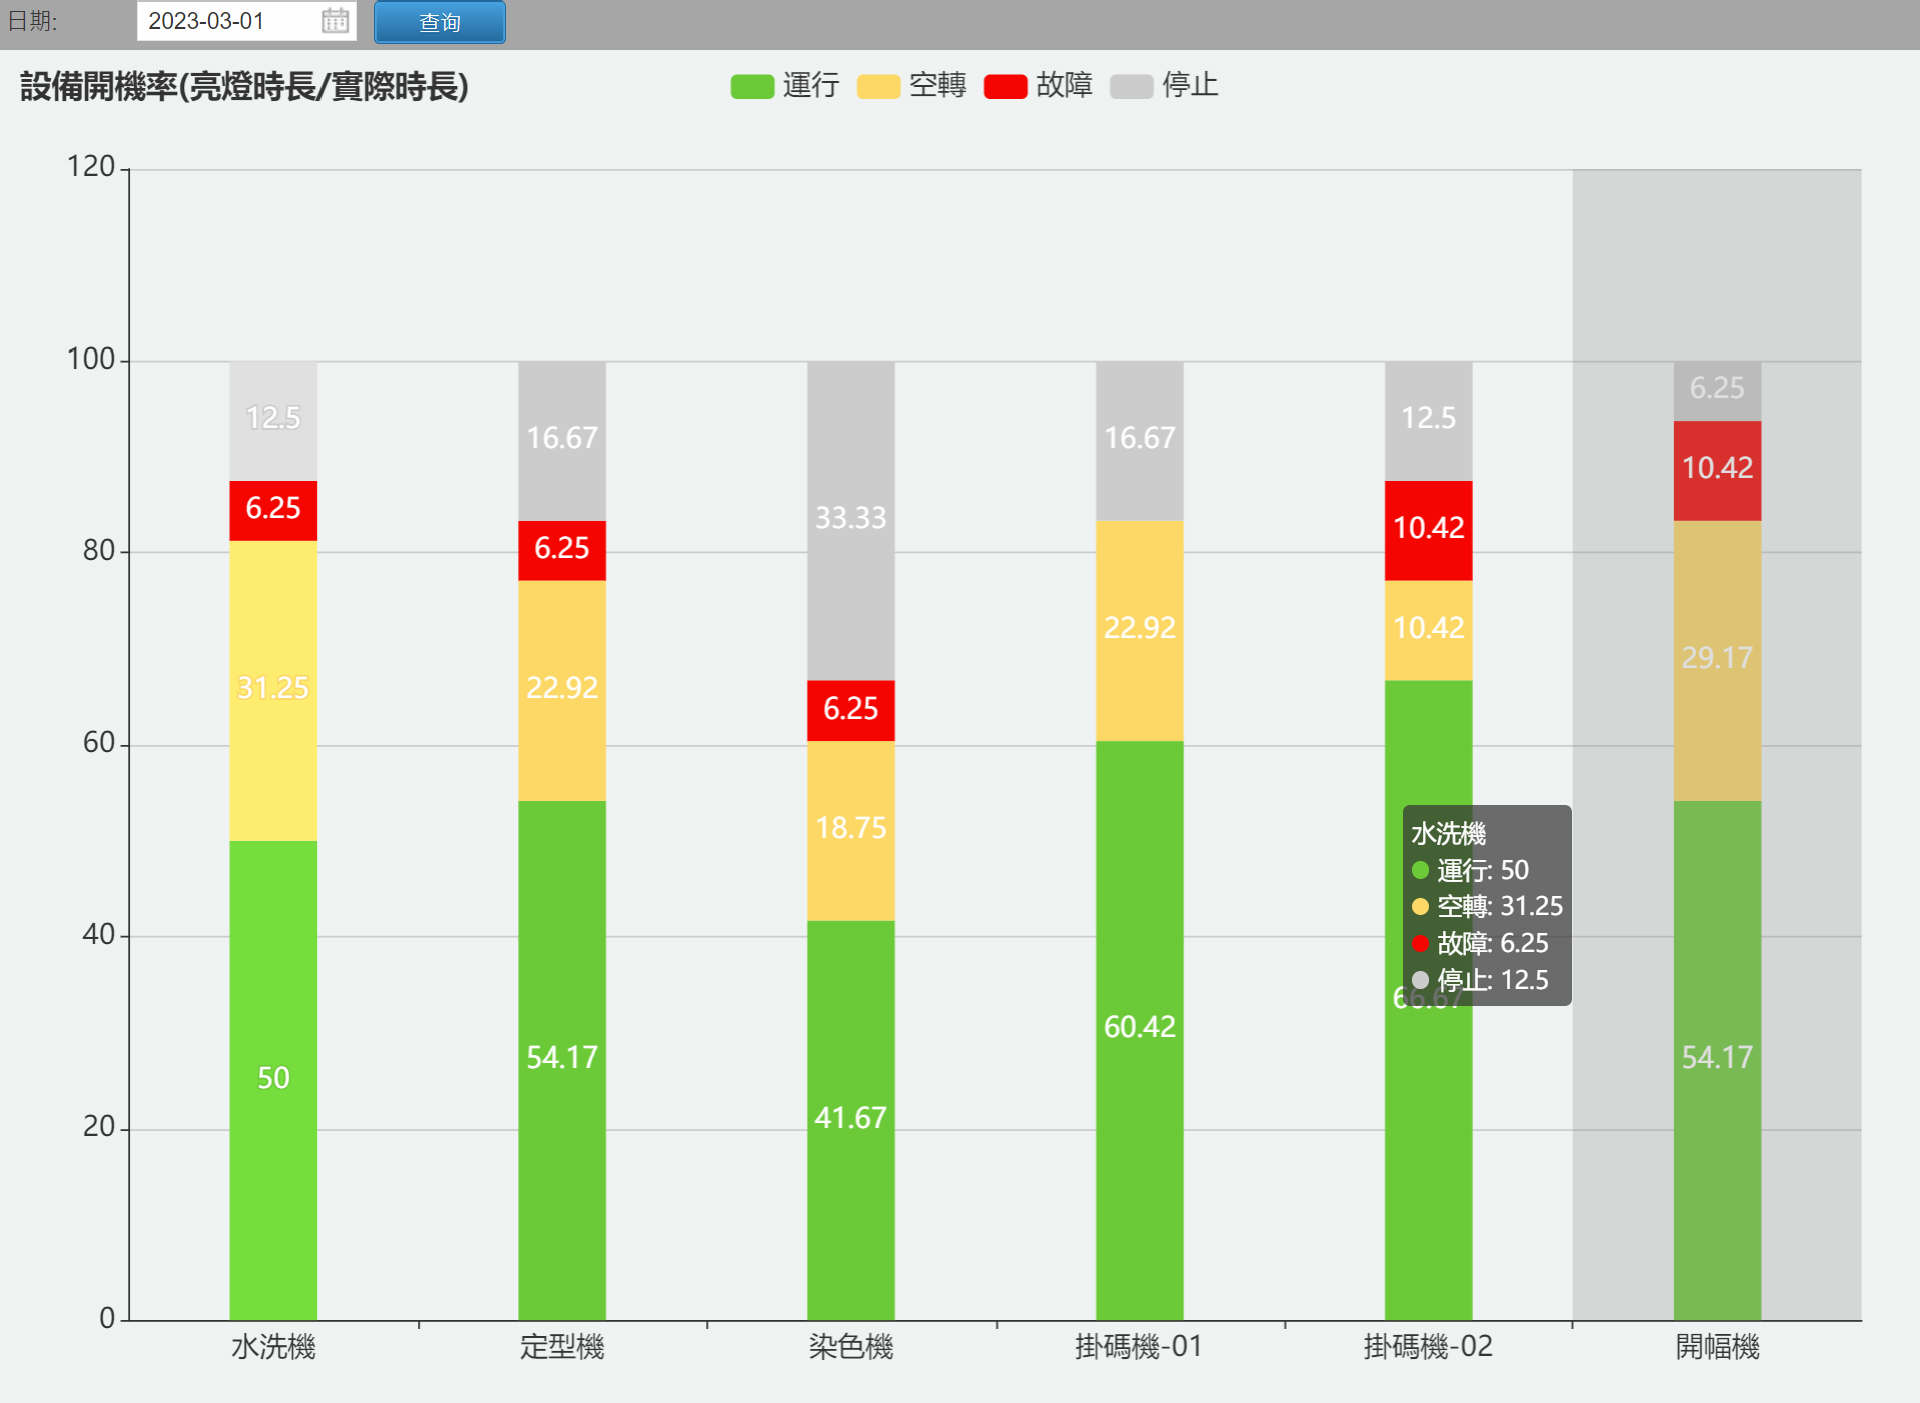 日期: 2023-03-01 查询
設備開機率(亮燈時長/實際時長)
運行 空轉 故障 停止
120
100
80
60
40
20
0
12.5 16.67 33.33 16.67 12.5 6.25
6.25 6.25 6.25 10.42 10.42
31.25 22.92 18.75 22.92 10.42 29.17
50 54.17 41.67 60.42 66.67 54.17
水洗機
運行: 50
空轉: 31.25
故障: 6.25
停止: 12.5
水洗機 定型機 染色機 掛碼機-01 掛碼機-02 開幅機